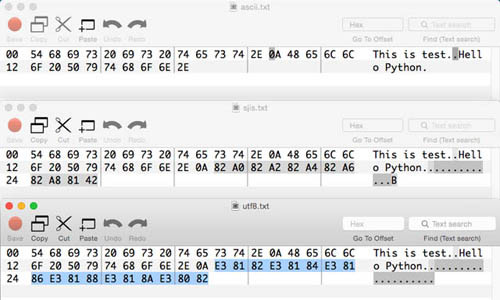 ascii.txt
Hex Text search
Save Copy Cut Paste Undo Redo Go To Offset Find (Text search)
00 54 68 69 73 20 69 73 20 74 65 73 74 2E 0A 48 65 6C 6C This is test..Hell
12 6F 20 50 79 74 68 6F 6E 2E o Python.
sjis.txt
Hex Text search
Save Copy Cut Paste Undo Redo Go To Offset Find (Text search)
00 54 68 69 73 20 69 73 20 74 65 73 74 2E 0A 48 65 6C 6C This is test..Hell
12 6F 20 50 79 74 68 6F 6E 2E 0A 82 A0 82 A2 82 A4 82 A6 o Python..........
24 82 A8 81 42 ...B
utf8.txt
Hex Text search
Save Copy Cut Paste Undo Redo Go To Offset Find (Text search)
00 54 68 69 73 20 69 73 20 74 65 73 74 2E 0A 48 65 6C 6C This is test..Hell
12 6F 20 50 79 74 68 6F 6E 2E 0A E3 81 82 E3 81 84 E3 81 o Python..........
24 86 E3 81 88 E3 81 8A E3 80 82 ..........